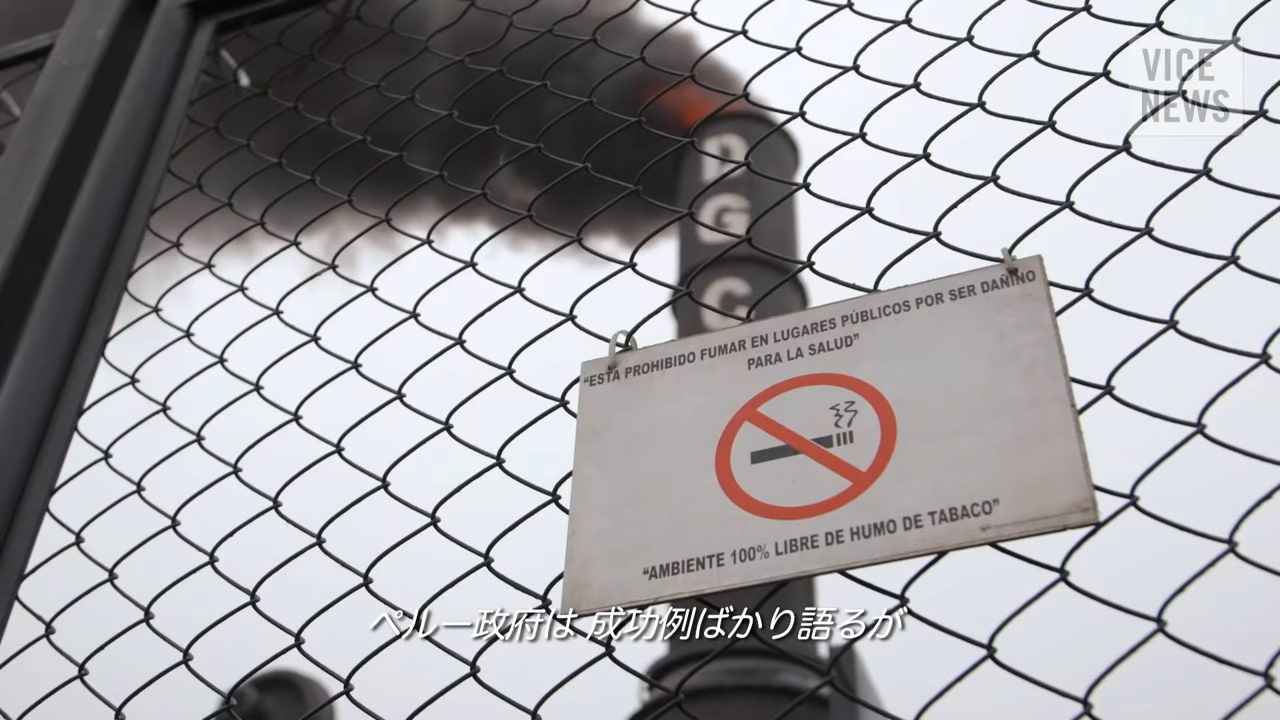 VICE
NEWS
G
G
“ESTA PROHIBIDO FUMAR EN LUGARES PÚBLICOS POR SER DAÑINO
PARA LA SALUD”
“AMBIENTE 100% LIBRE DE HUMO DE TABACO”
ペルー政府は 成功例ばかり語るが